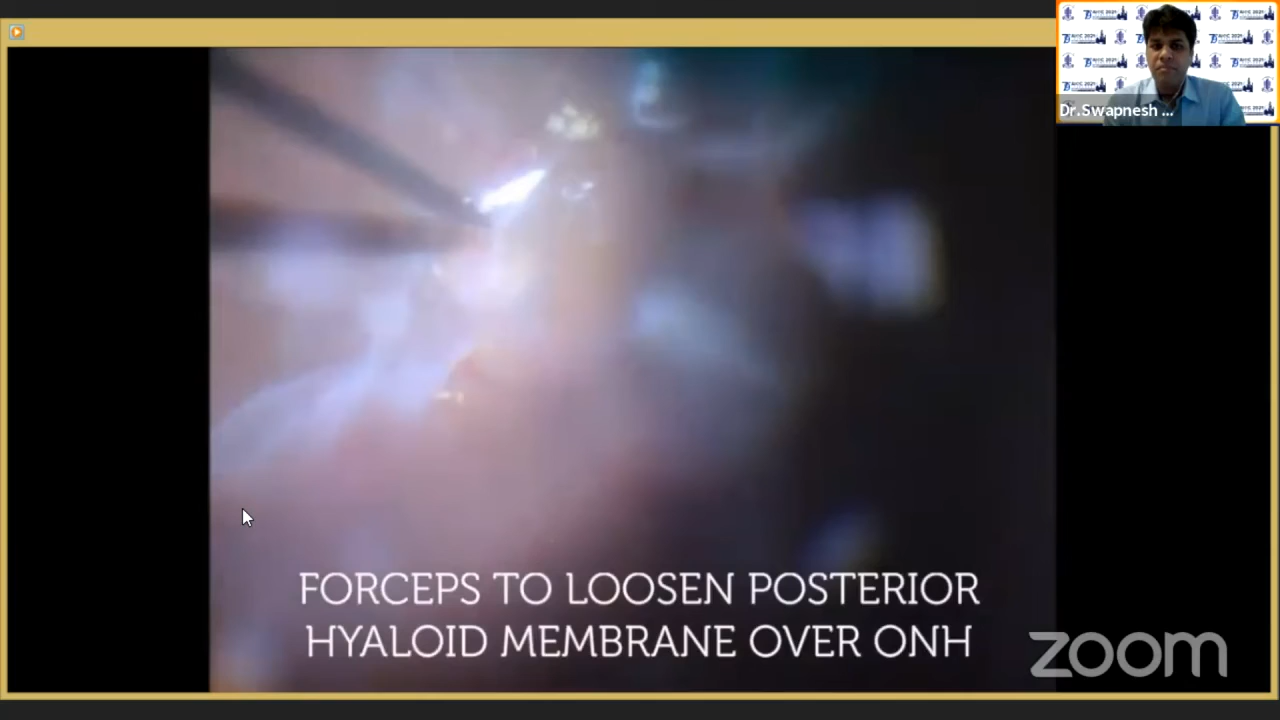 Dr.Swapnesh ...
FORCEPS TO LOOSEN POSTERIOR
HYALOID MEMBRANE OVER ONH
zoom